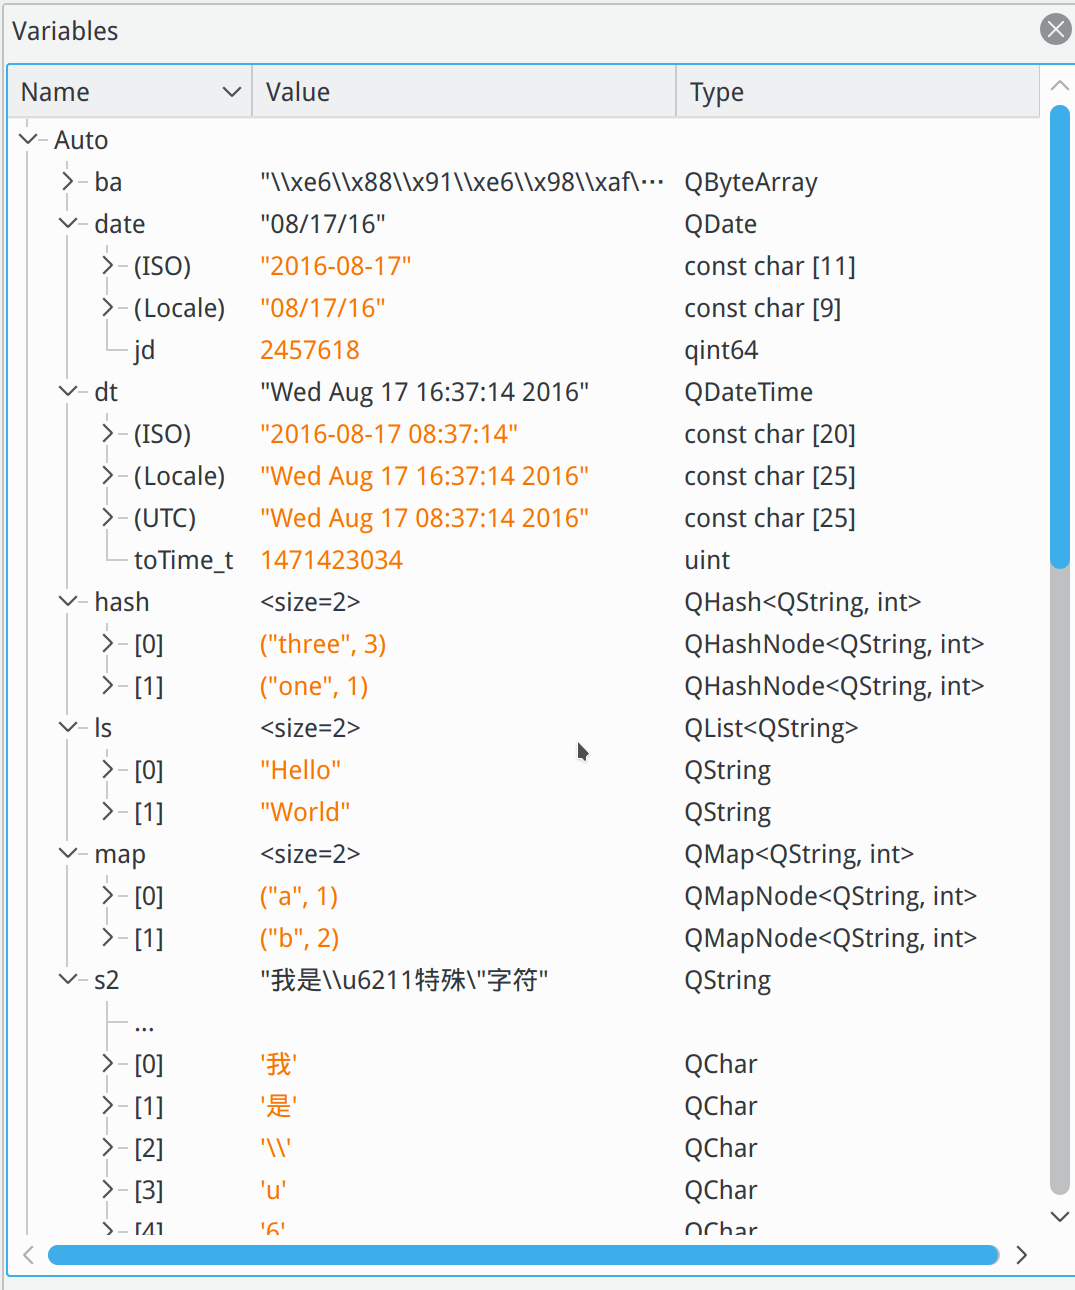 Variables
Name Value Type
Auto
ba "\\xe6\\x88\\x91\\xe6\\x98\\xaf\⋯ QByteArray
date "08/17/16" QDate
(ISO) "2016-08-17" const char [11]
(Locale) "08/17/16" const char [9]
jd 2457618 qint64
dt "Wed Aug 17 16:37:14 2016" QDateTime
(ISO) "2016-08-17 08:37:14" const char [20]
(Locale) "Wed Aug 17 16:37:14 2016" const char [25]
(UTC) "Wed Aug 17 08:37:14 2016" const char [25]
toTime_t 1471423034 uint
hash <size=2> QHash<QString, int>
[0] ("three", 3) QHashNode<QString, int>
[1] ("one", 1) QHashNode<QString, int>
ls <size=2> QList<QString>
[0] "Hello" QString
[1] "World" QString
map <size=2> QMap<QString, int>
[0] ("a", 1) QMapNode<QString, int>
[1] ("b", 2) QMapNode<QString, int>
s2 "我是\\u6211特殊\"字符" QString
...
[0] '我' QChar
[1] '是' QChar
[2] '\\' QChar
[3] 'u' QChar
[4] '6' QChar